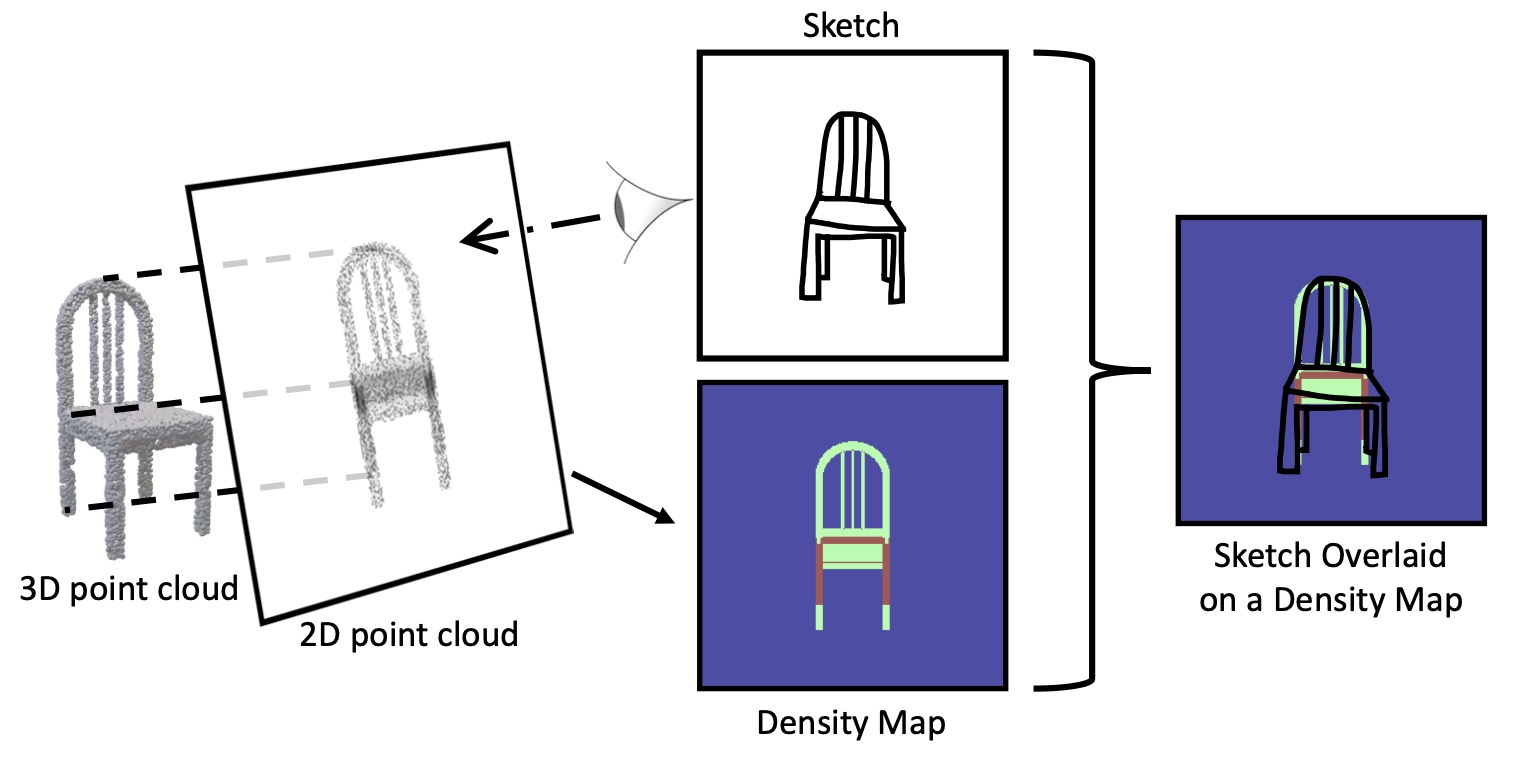 Sketch
3D point cloud
2D point cloud
Density Map
Sketch Overlaid
on a Density Map